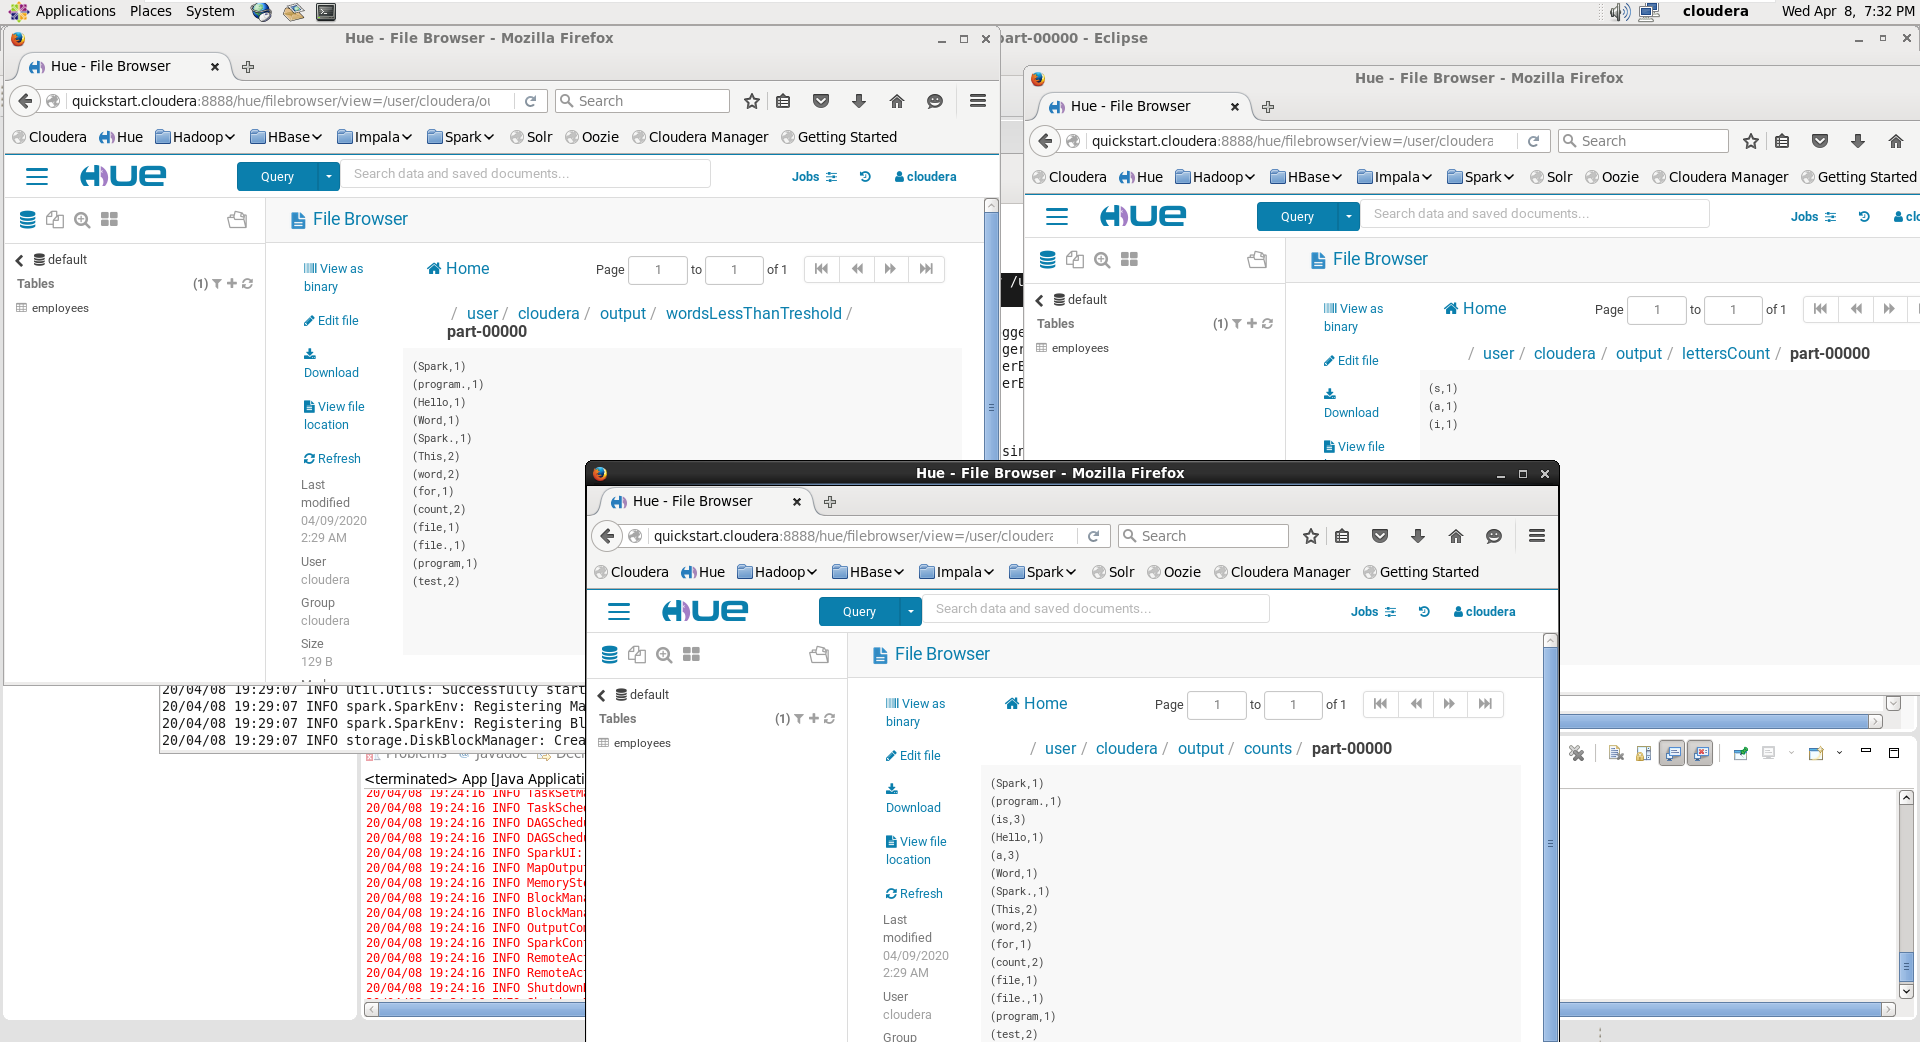 Applications Places System
cloudera Wed Apr 8, 7:32 PM
Hue - File Browser - Mozilla Firefox
Hue - File Browser
quickstart.cloudera:8888/hue/filebrowser/view=/user/cloudera/ou
Search
Cloudera Hue Hadoop HBase Impala Spark Solr Oozie Cloudera Manager Getting Started
HUE
Query
Search data and saved documents...
Jobs
cloudera
File Browser
default
Tables (1)
employees
View as binary
Edit file
Download
View file location
Refresh
Last modified
04/09/2020
2:29 AM
User
cloudera
Group
cloudera
Size
129 B
Home
Page 1 to 1 of 1
/ user / cloudera / output / wordsLessThanTreshold /
part-00000
(Spark,1)
(program.,1)
(Hello,1)
(Word,1)
(Spark.,1)
(This,2)
(word,2)
(for,1)
(count,2)
(file,1)
(file.,1)
(program,1)
(test,2)
part-00000 - Eclipse
Hue - File Browser - Mozilla Firefox
Hue - File Browser
quickstart.cloudera:8888/hue/filebrowser/view=/user/cloudera
Search
Cloudera Hue Hadoop HBase Impala Spark Solr Oozie Cloudera Manager Getting Started
HUE
Query
Search data and saved documents...
Jobs
clo
File Browser
default
Tables (1)
employees
View as binary
Edit file
Download
View file
Home
Page 1 to 1 of 1
/ user / cloudera / output / lettersCount / part-00000
(s,1)
(a,1)
(i,1)
Hue - File Browser - Mozilla Firefox
Hue - File Browser
quickstart.cloudera:8888/hue/filebrowser/view=/user/cloudera
Search
Cloudera Hue Hadoop HBase Impala Spark Solr Oozie Cloudera Manager Getting Started
HUE
Query
Search data and saved documents...
Jobs
cloudera
File Browser
default
Tables (1)
employees
View as binary
Edit file
Download
View file location
Refresh
Last modified
04/09/2020
2:29 AM
User
cloudera
Group
Home
Page 1 to 1 of 1
/ user / cloudera / output / counts / part-00000
(Spark,1)
(program.,1)
(is,3)
(Hello,1)
(a,3)
(Word,1)
(Spark.,1)
(This,2)
(word,2)
(for,1)
(count,2)
(file,1)
(file.,1)
(program,1)
(test,2)
20/04/08 19:29:07 INFO util.Utils: Successfully start
20/04/08 19:29:07 INFO spark.SparkEnv: Registering Ma
20/04/08 19:29:07 INFO spark.SparkEnv: Registering Bl
20/04/08 19:29:07 INFO storage.DiskBlockManager: Crea
Problems Javadoc
<terminated> App [Java Applicati
20/04/08 19:24:16 INFO TaskSetMa
20/04/08 19:24:16 INFO TaskSched
20/04/08 19:24:16 INFO DAGSchedu
20/04/08 19:24:16 INFO DAGSchedu
20/04/08 19:24:16 INFO SparkUI:
20/04/08 19:24:16 INFO MapOutput
20/04/08 19:24:16 INFO MemorySto
20/04/08 19:24:16 INFO BlockMana
20/04/08 19:24:16 INFO BlockMana
20/04/08 19:24:16 INFO OutputCom
20/04/08 19:24:16 INFO SparkCont
20/04/08 19:24:16 INFO RemoteAct
20/04/08 19:24:16 INFO RemoteAct
20/04/08 19:24:16 INFO ShutdownH